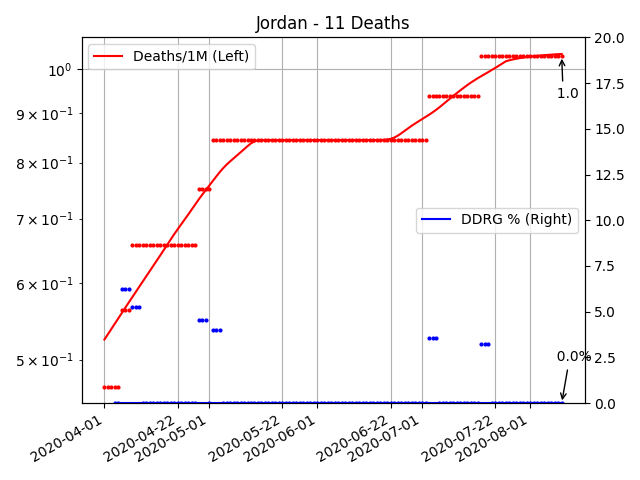 Jordan - 11 Deaths
Deaths/1M (Left)
DDRG % (Right)
10⁰
9 × 10⁻¹
8 × 10⁻¹
7 × 10⁻¹
6 × 10⁻¹
5 × 10⁻¹
20.0
17.5
15.0
12.5
10.0
7.5
5.0
2.5
0.0
1.0
0.0%
2020-04-01
2020-04-22
2020-05-01
2020-05-22
2020-06-01
2020-06-22
2020-07-01
2020-07-22
2020-08-01